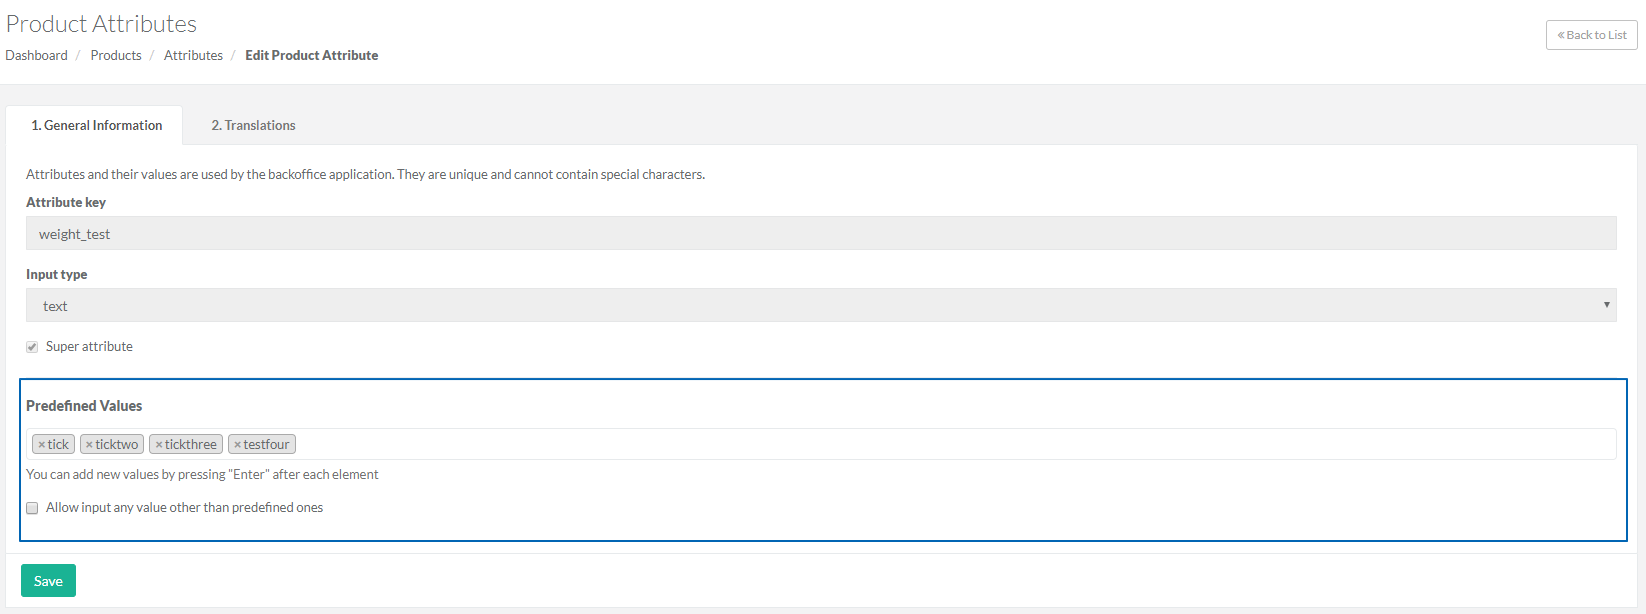 Product Attributes
Dashboard / Products / Attributes / Edit Product Attribute
« Back to List
1. General Information
2. Translations
Attributes and their values are used by the backoffice application. They are unique and cannot contain special characters.
Attribute key
weight_test
Input type
text
Super attribute
Predefined Values
× tick × ticktwo × tickthree × testfour
You can add new values by pressing "Enter" after each element
Allow input any value other than predefined ones
Save